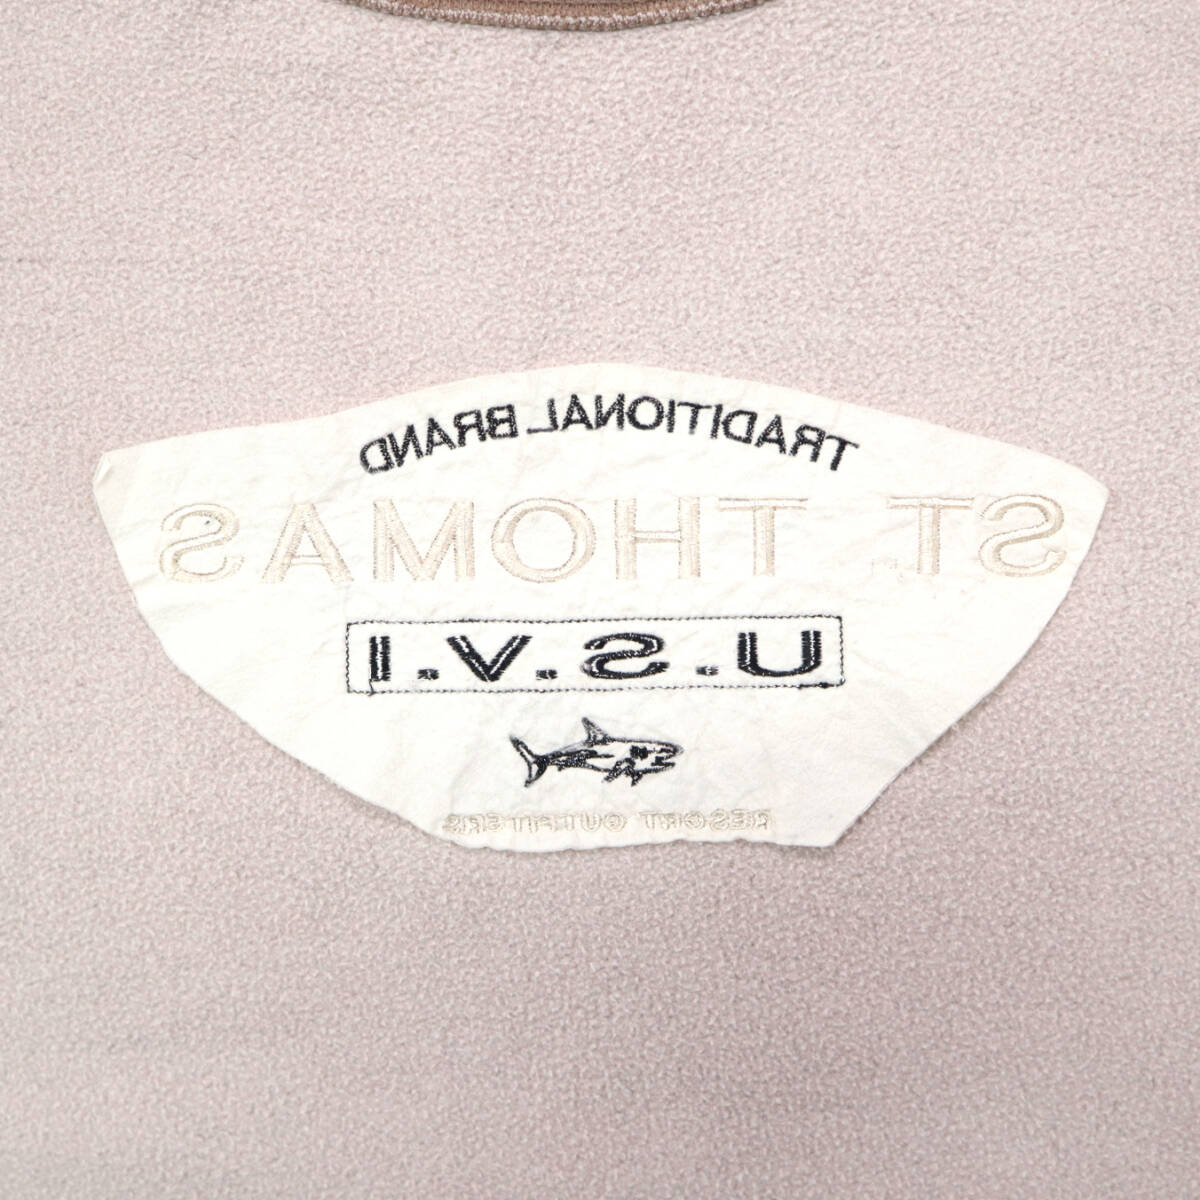 TRADITIONAL BRAND
ST. THOMAS
U.S.V.I
RESORT OUTFITTERS